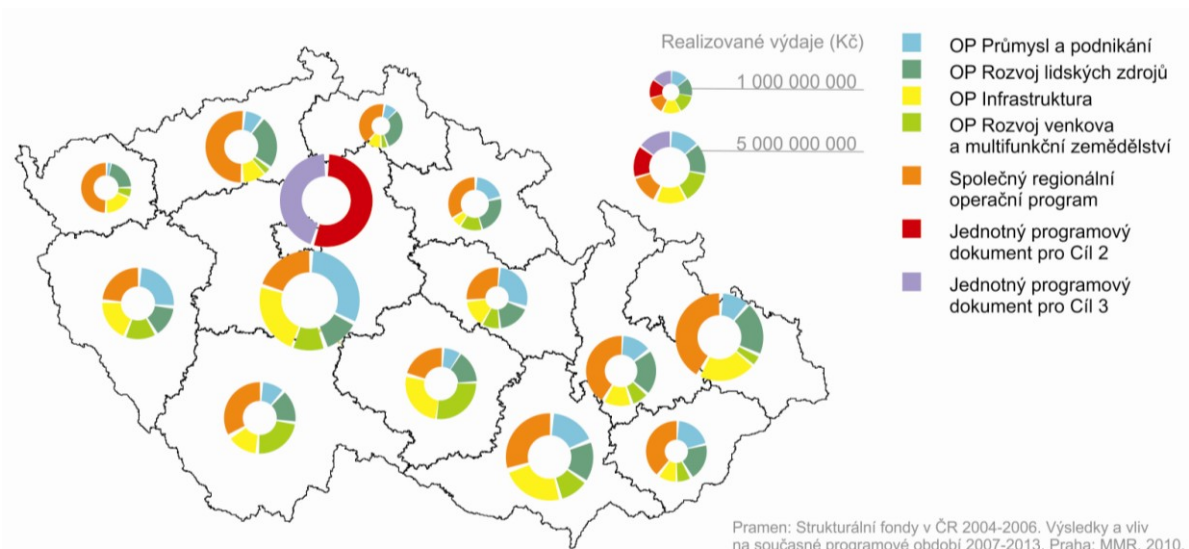 Realizované výdaje (Kč)
1 000 000 000
5 000 000 000
OP Průmysl a podnikání
OP Rozvoj lidských zdrojů
OP Infrastruktura
OP Rozvoj venkova
a multifunkční zemědělství
Společný regionální
operační program
Jednotný programový
dokument pro Cíl 2
Jednotný programový
dokument pro Cíl 3
Pramen: Strukturální fondy v ČR 2004-2006. Výsledky a vliv
na současné programové období 2007-2013. Praha: MMR, 2010.